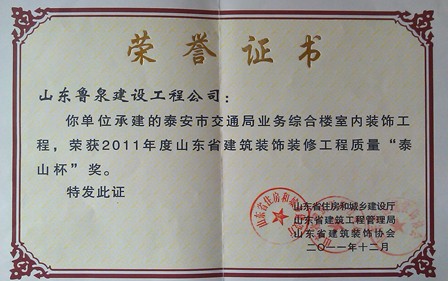 荣誉证书
山东鲁泉建设工程公司：
你单位承建的泰安市交通局业务综合楼室内装饰工
程，荣获2011年度山东省建筑装饰装修工程质量“泰
山杯”奖。
特发此证
山东省住房和城乡建设厅
山东省建筑工程管理局
山东省建筑装饰协会
二〇一一年十二月